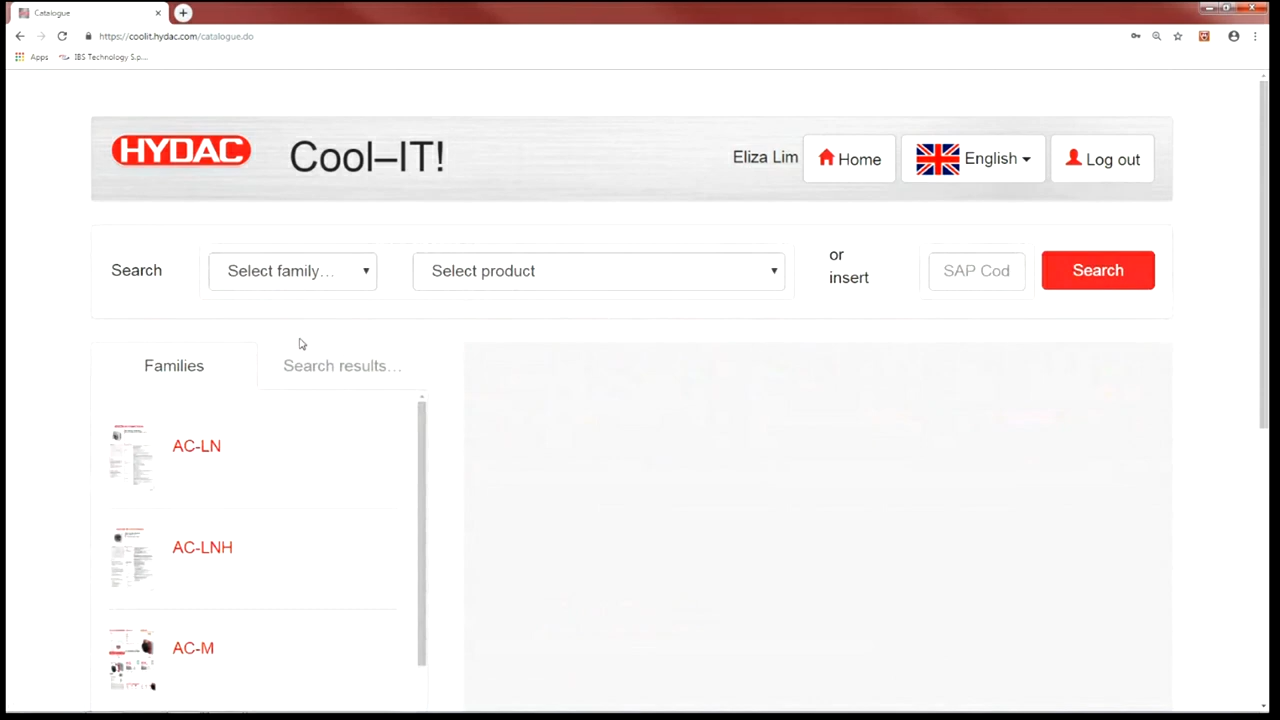 Catalogue
https://coolit.hydac.com/catalogue.do
Apps IBS Technology S.p...
HYDAC Cool–IT! Eliza Lim Home English Log out
Search Select family... Select product or insert SAP Cod Search
Families Search results...
AC-LN
AC-LNH
AC-M